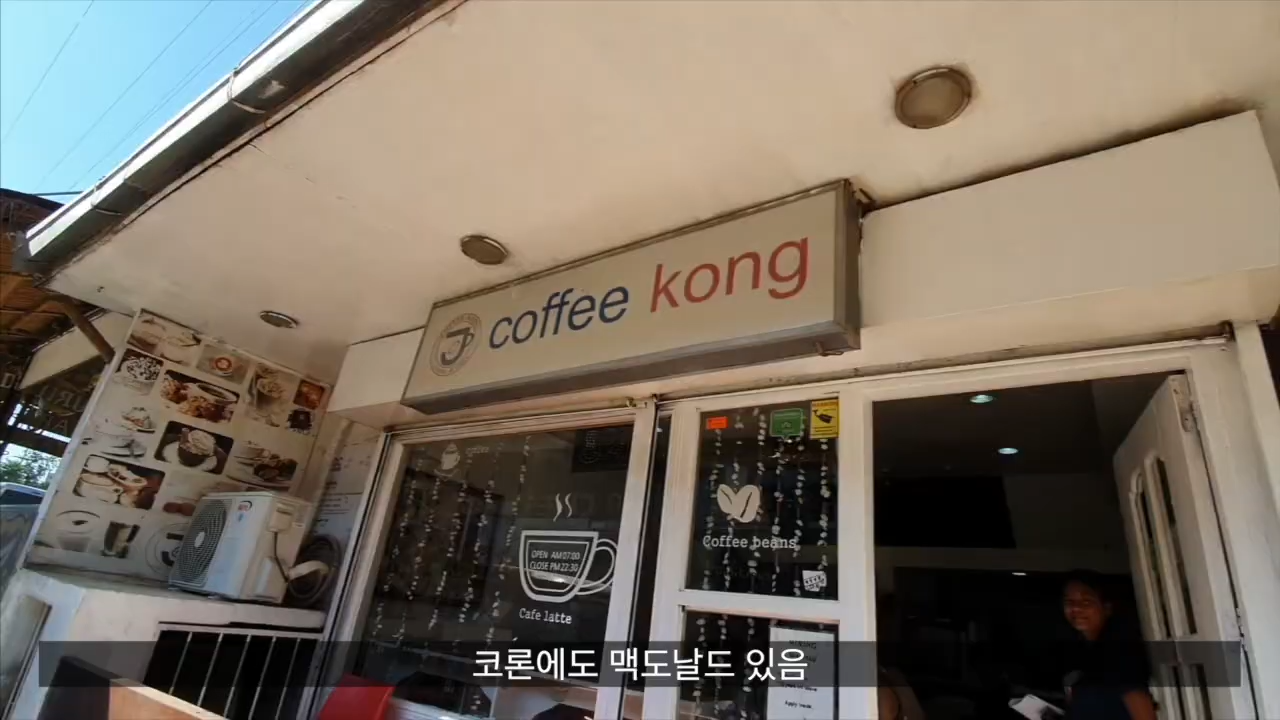 coffee kong
OPEN AM 07:00
CLOSE PM 22:30
Cafe latte
Coffee beans
코론에도 맥도날드 있음